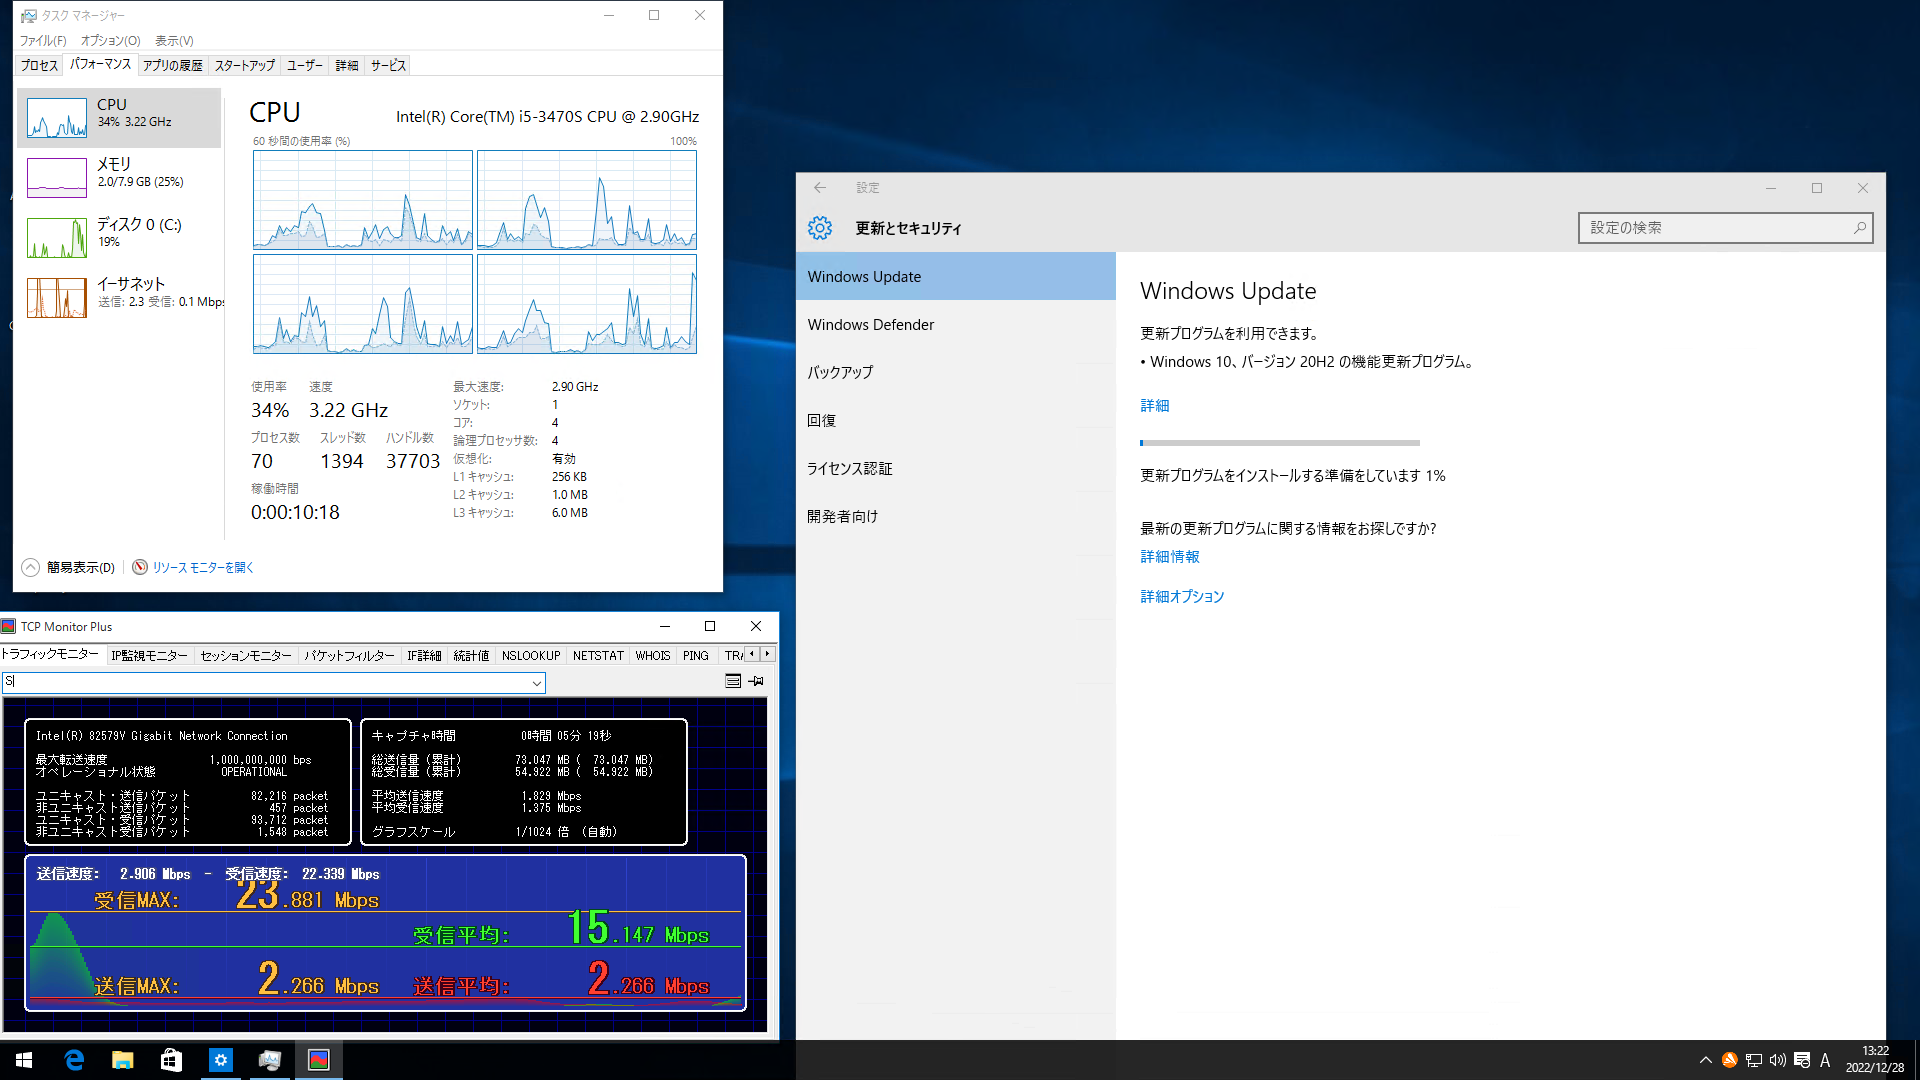 タスク マネージャー
ファイル(F) オプション(O) 表示(V)
プロセス パフォーマンス アプリの履歴 スタートアップ ユーザー 詳細 サービス
CPU
34% 3.22 GHz
メモリ
2.0/7.9 GB (25%)
ディスク 0 (C:)
19%
イーサネット
送信: 2.3 受信: 0.1 Mbps
CPU Intel(R) Core(TM) i5-3470S CPU @ 2.90GHz
60 秒間の使用率 (%) 100%
使用率 速度
34% 3.22 GHz
プロセス数 スレッド数 ハンドル数
70 1394 37703
稼働時間
0:00:10:18
最大速度: 2.90 GHz
ソケット: 1
コア: 4
論理プロセッサ数: 4
仮想化: 有効
L1 キャッシュ: 256 KB
L2 キャッシュ: 1.0 MB
L3 キャッシュ: 6.0 MB
簡易表示(D) リソース モニターを開く
TCP Monitor Plus
トラフィックモニター IP監視モニター セッションモニター パケットフィルター IF詳細 統計値 NSLOOKUP NETSTAT WHOIS PING TRA
S
Intel(R) 82579V Gigabit Network Connection
最大転送速度 1,000,000,000 bps
オペレーショナル状態 OPERATIONAL
ユニキャスト・送信パケット 82,216 packet
非ユニキャスト送信パケット 457 packet
ユニキャスト・受信パケット 93,712 packet
非ユニキャスト受信パケット 1,548 packet
キャプチャ時間 0時間 05分 19秒
総送信量 (累計) 73.047 MB ( 73.047 MB)
総受信量 (累計) 54.922 MB ( 54.922 MB)
平均送信速度 1.829 Mbps
平均受信速度 1.375 Mbps
グラフスケール 1/1024 倍 (自動)
送信速度: 2.906 Mbps - 受信速度: 22.339 Mbps
受信MAX: 23.881 Mbps
受信平均: 15.147 Mbps
送信MAX: 2.266 Mbps 送信平均: 2.266 Mbps
設定
更新とセキュリティ
設定の検索
Windows Update
Windows Defender
バックアップ
回復
ライセンス認証
開発者向け
Windows Update
更新プログラムを利用できます。
• Windows 10、バージョン 20H2 の機能更新プログラム。
詳細
更新プログラムをインストールする準備をしています 1%
最新の更新プログラムに関する情報をお探しですか?
詳細情報
詳細オプション
A
13:22
2022/12/28